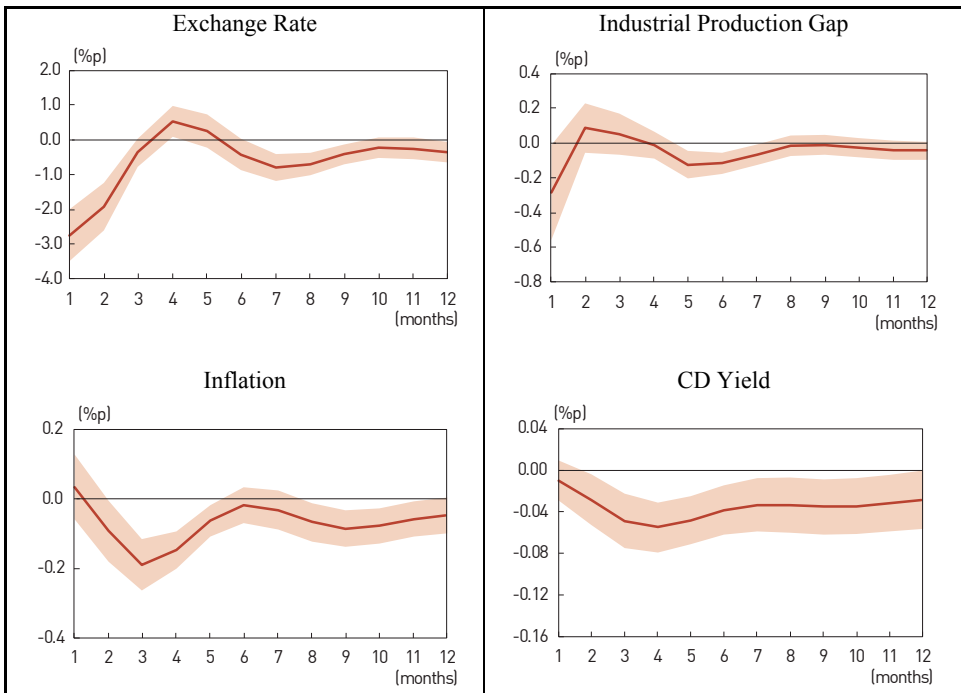 Exchange Rate
(%p)
2.0
1.0
0.0
-1.0
-2.0
-3.0
-4.0
1 2 3 4 5 6 7 8 9 10 11 12
(months)
Industrial Production Gap
(%p)
0.4
0.2
0.0
-0.2
-0.4
-0.6
-0.8
1 2 3 4 5 6 7 8 9 10 11 12
(months)
Inflation
(%p)
0.2
0.0
-0.2
-0.4
1 2 3 4 5 6 7 8 9 10 11 12
(months)
CD Yield
(%p)
0.04
0.00
-0.04
-0.08
-0.12
-0.16
1 2 3 4 5 6 7 8 9 10 11 12
(months)